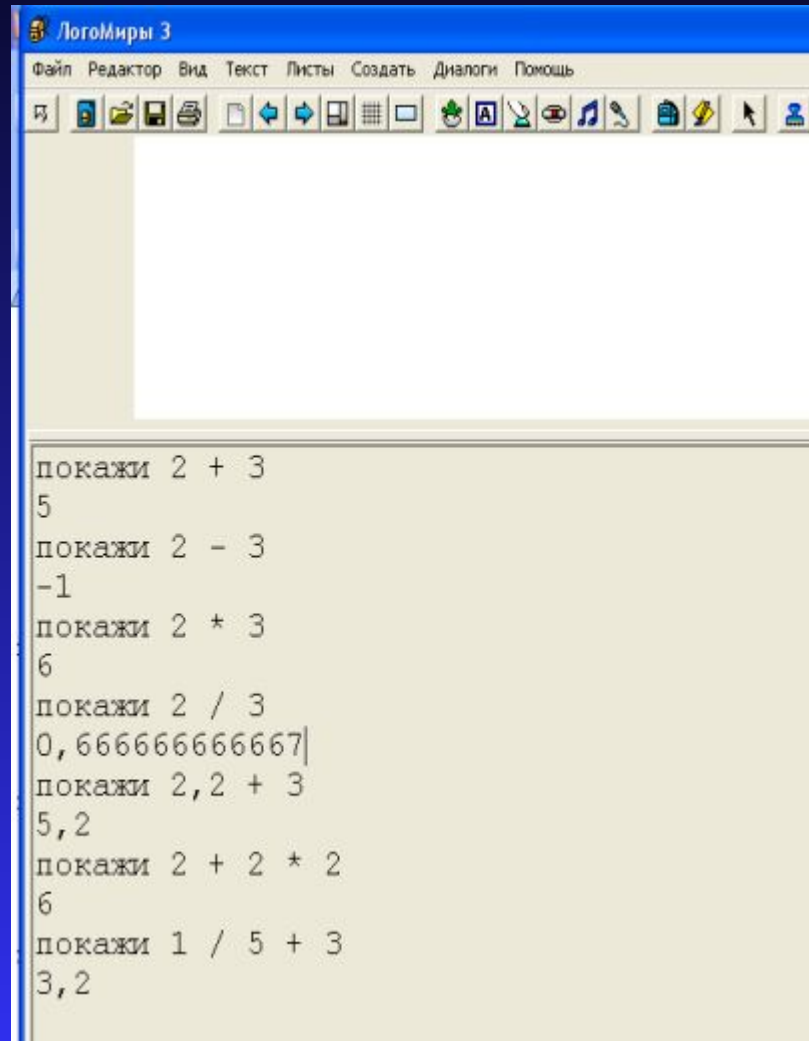 ЛогоМиры 3
Файл Редактор Вид Текст Листы Создать Диалоги Помощь
покажи 2 + 3
5
покажи 2 - 3
-1
покажи 2 * 3
6
покажи 2 / 3
0,666666666667
покажи 2,2 + 3
5,2
покажи 2 + 2 * 2
6
покажи 1 / 5 + 3
3,2